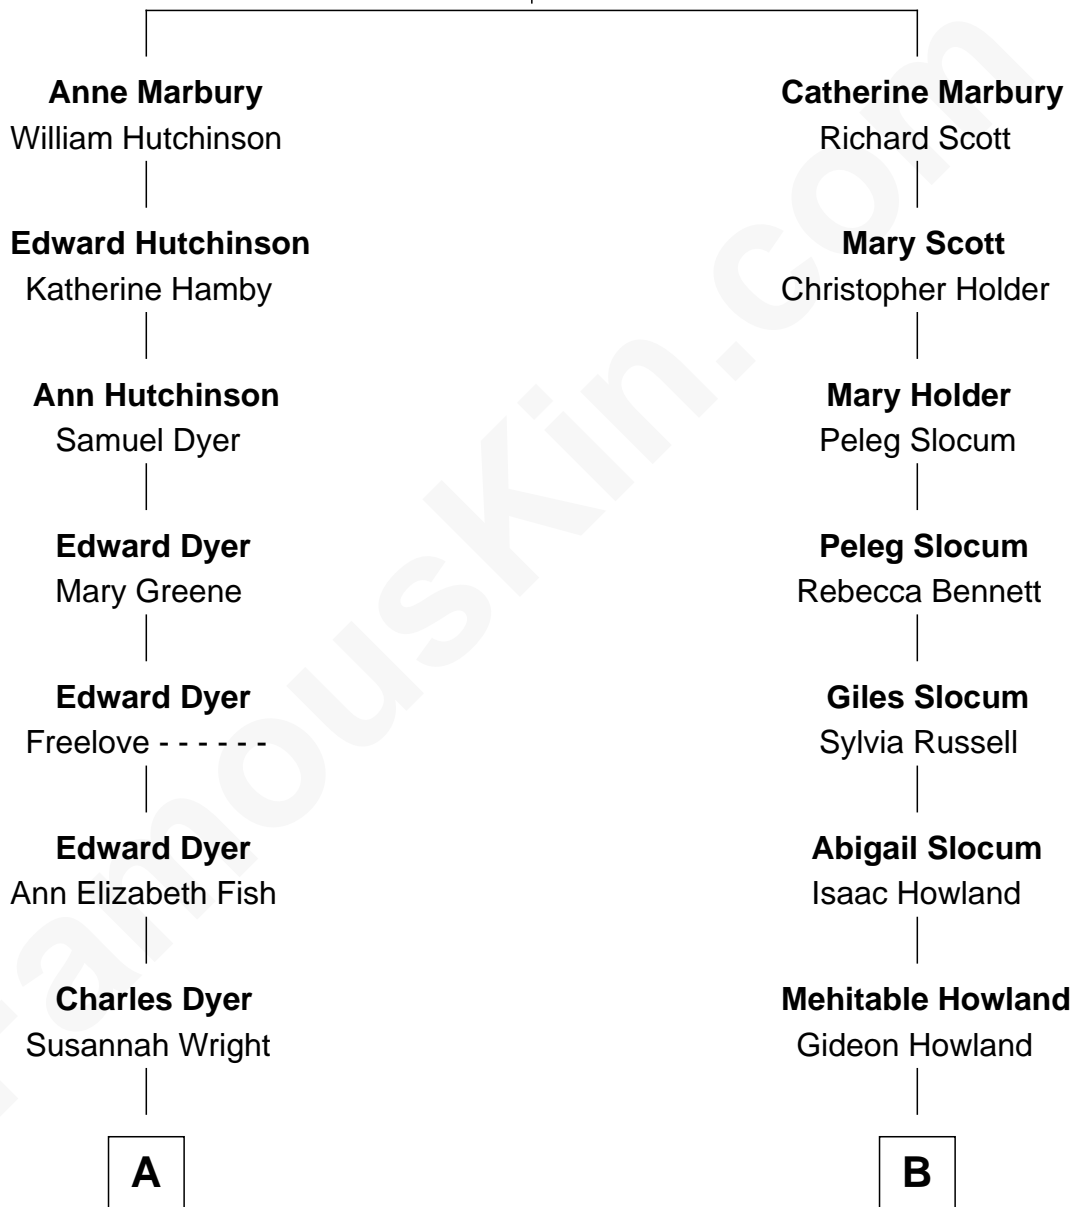 Anne Marbury
William Hutchinson
Edward Hutchinson
Katherine Hamby
Ann Hutchinson
Samuel Dyer
Edward Dyer
Mary Greene
Edward Dyer
Freelove - - - - - -
Edward Dyer
Ann Elizabeth Fish
Charles Dyer
Susannah Wright
A
Catherine Marbury
Richard Scott
Mary Scott
Christopher Holder
Mary Holder
Peleg Slocum
Peleg Slocum
Rebecca Bennett
Giles Slocum
Sylvia Russell
Abigail Slocum
Isaac Howland
Mehitable Howland
Gideon Howland
B
FamousKin.com